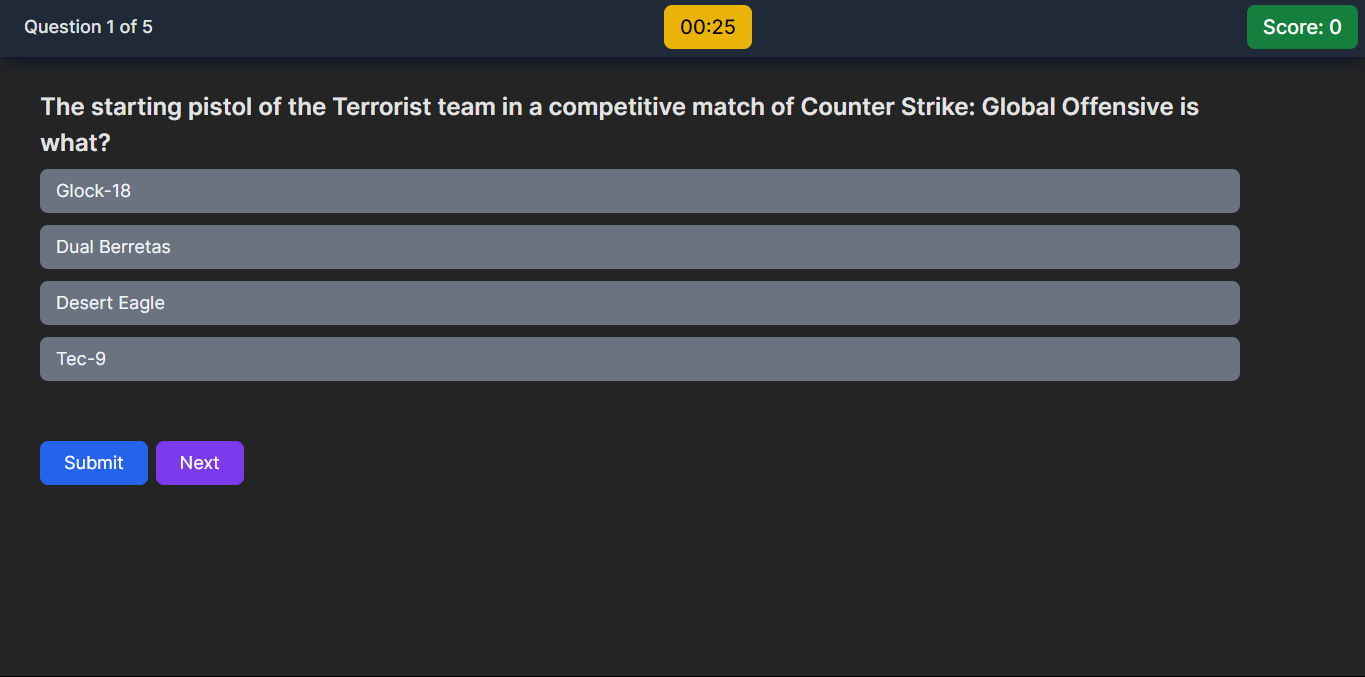 Question 1 of 5
00:25
Score: 0
The starting pistol of the Terrorist team in a competitive match of Counter Strike: Global Offensive is
what?
Glock-18
Dual Berretas
Desert Eagle
Tec-9
Submit
Next